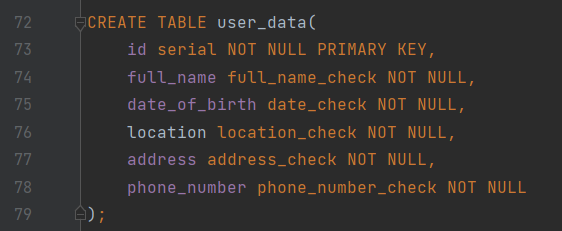 72 CREATE TABLE user_data(
73 id serial NOT NULL PRIMARY KEY,
74 full_name full_name_check NOT NULL,
75 date_of_birth date_check NOT NULL,
76 location location_check NOT NULL,
77 address address_check NOT NULL,
78 phone_number phone_number_check NOT NULL
79 );